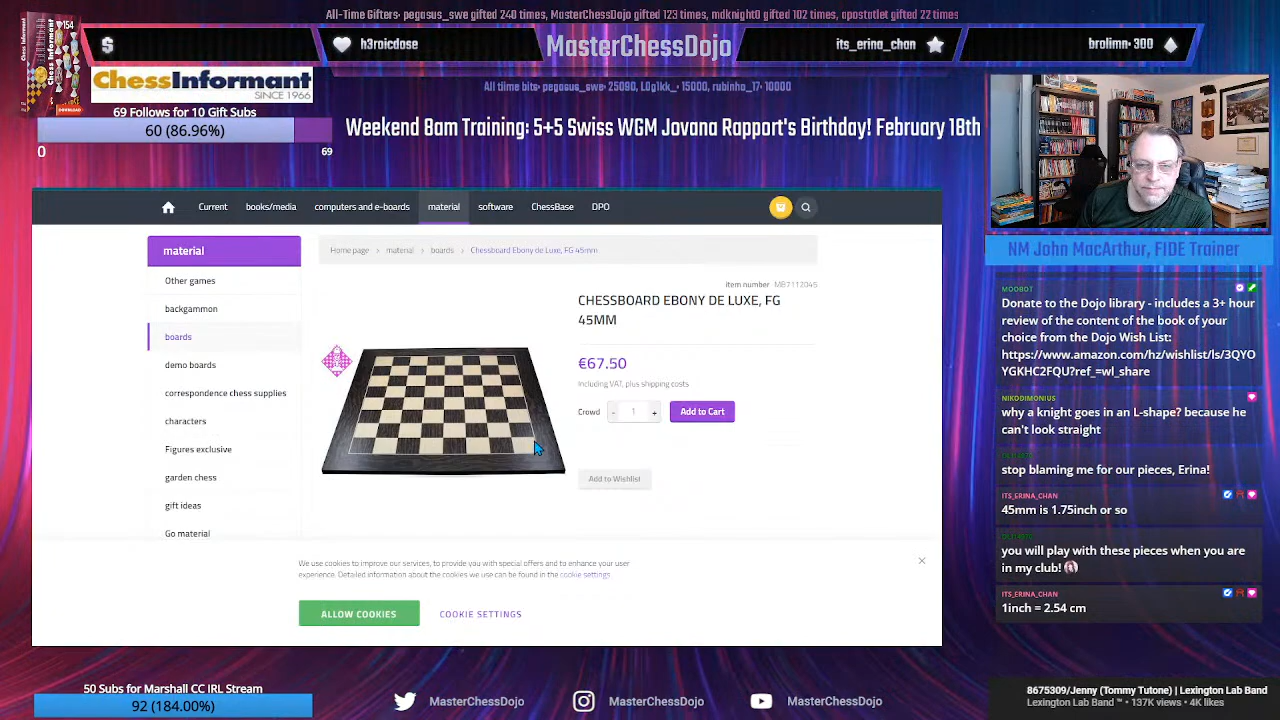 All-Time Gifters• pegasus_swe gifted 240 times, MasterChessDojo gifted 123 times, mdknight0 gifted 102 times, apostatlet gifted 22 times
154
$
h3roicdose
MasterChessDojo
its_erina_chan
brolimn• 300
ChessInformant
SINCE 1966
All tiime bits• pegasus_swe• 25090, L0g1kk_• 15000, rubinho_17• 10000
69 Follows for 10 Gift Subs
60 (86.96%)
0
69
Weekend 8am Training: 5+5 Swiss WGM Jovana Rapport's Birthday! February 18th
Current
books/media
computers and e-boards
material
software
ChessBase
DPO
material
Other games
backgammon
boards
demo boards
correspondence chess supplies
characters
Figures exclusive
garden chess
gift ideas
Go material
Home page
material
boards
Chessboard Ebony de Luxe, FG 45mm
item number MB7112045
CHESSBOARD EBONY DE LUXE, FG
45MM
€67.50
Including VAT, plus shipping costs
Crowd
-
1
+
Add to Cart
Add to Wishlist
We use cookies to improve our services, to provide you with special offers and to enhance your user
experience. Detailed information about the cookies we use can be found in the cookie settings.
ALLOW COOKIES
COOKIE SETTINGS
NM John MacArthur, FIDE Trainer
MOOBOT
Donate to the Dojo library - includes a 3+ hour
review of the content of the book of your
choice from the Dojo Wish List:
https://www.amazon.com/hz/wishlist/ls/3QYO
YGKHC2FQU?ref_=wl_share
NIKODIMONIUS
why a knight goes in an L-shape? because he
can't look straight
stop blaming me for our pieces, Erina!
ITS_ERINA_CHAN
45mm is 1.75inch or so
you will play with these pieces when you are
in my club!
ITS_ERINA_CHAN
1inch = 2.54 cm
50 Subs for Marshall CC IRL Stream
92 (184.00%)
MasterChessDojo
MasterChessDojo
MasterChessDojo
8675309/Jenny (Tommy Tutone) | Lexington Lab Band
Lexington Lab Band ™ • 137K views • 4K likes